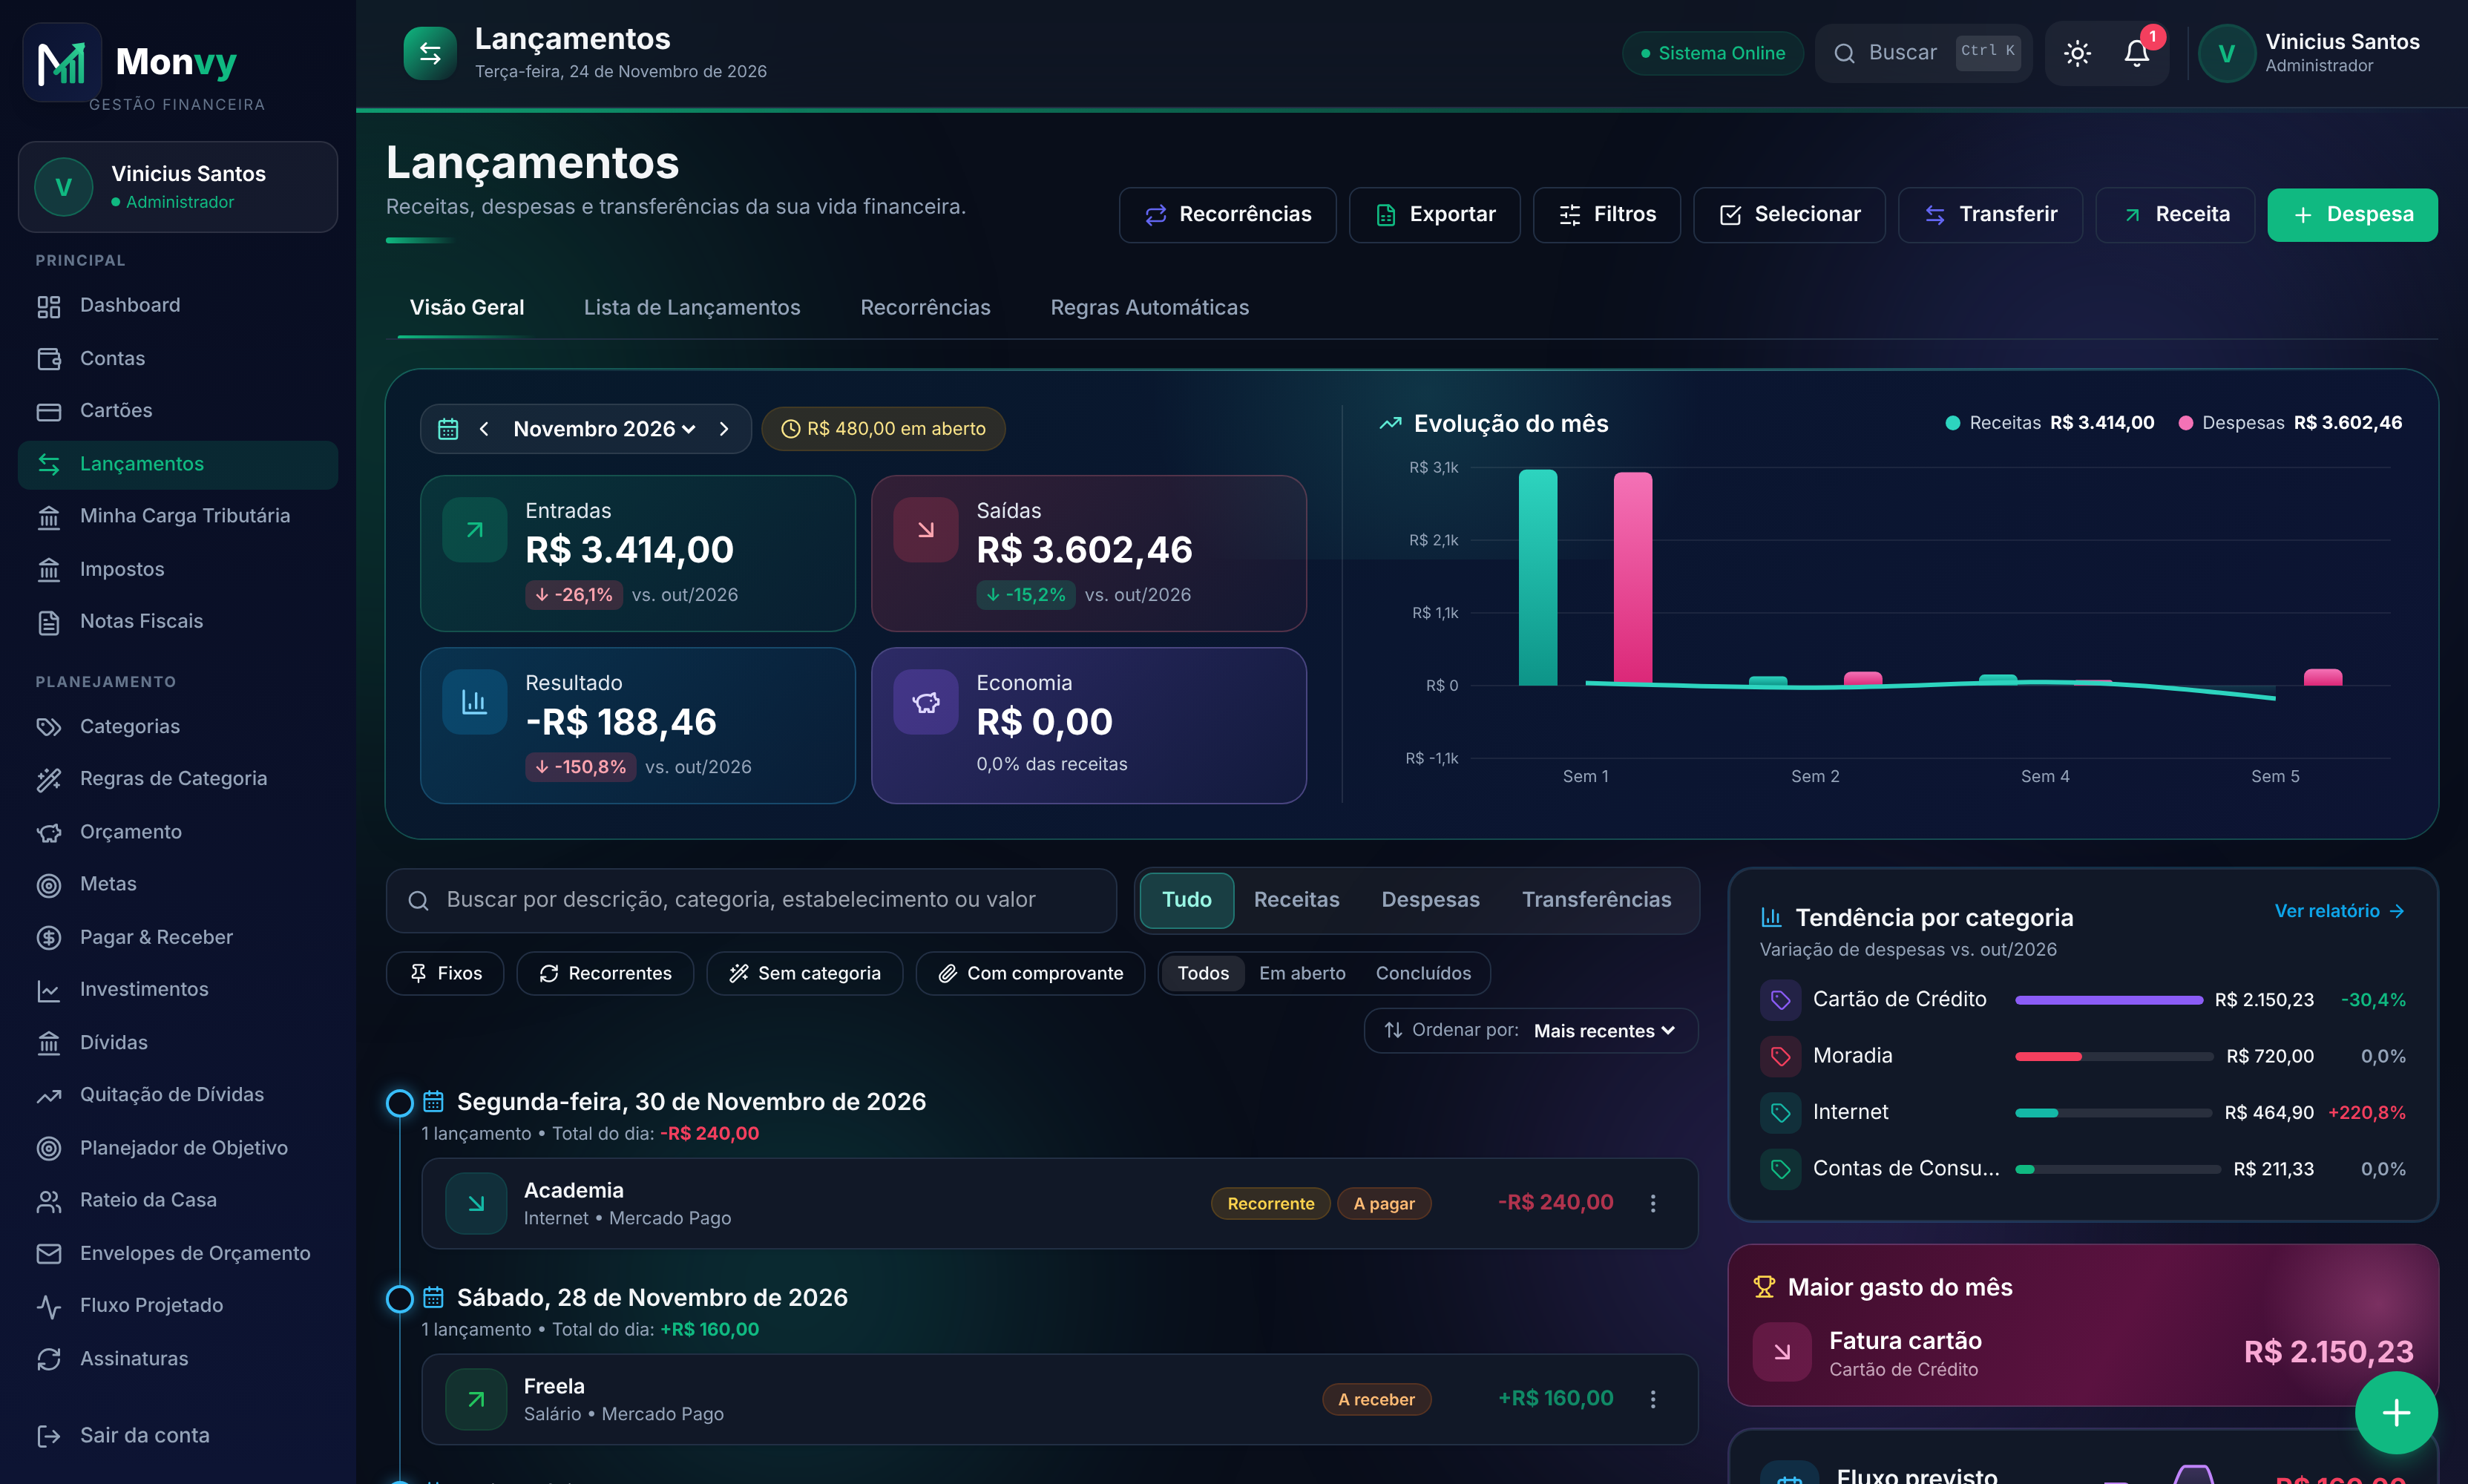 Monvy
GESTÃO FINANCEIRA
V
Vinicius Santos
Administrador
PRINCIPAL
Dashboard
Contas
Cartões
Lançamentos
Minha Carga Tributária
Impostos
Notas Fiscais
PLANEJAMENTO
Categorias
Regras de Categoria
Orçamento
Metas
Pagar & Receber
Investimentos
Dívidas
Quitação de Dívidas
Planejador de Objetivo
Rateio da Casa
Envelopes de Orçamento
Fluxo Projetado
Assinaturas
Sair da conta
Lançamentos
Terça-feira, 24 de Novembro de 2026
Sistema Online
Buscar Ctrl K
1
V
Vinicius Santos
Administrador
Lançamentos
Receitas, despesas e transferências da sua vida financeira.
Recorrências
Exportar
Filtros
Selecionar
Transferir
Receita
Despesa
Visão Geral
Lista de Lançamentos
Recorrências
Regras Automáticas
Novembro 2026
R$ 480,00 em aberto
Entradas
R$ 3.414,00
-26,1% vs. out/2026
Saídas
R$ 3.602,46
-15,2% vs. out/2026
Resultado
-R$ 188,46
-150,8% vs. out/2026
Economia
R$ 0,00
0,0% das receitas
Evolução do mês
Receitas R$ 3.414,00
Despesas R$ 3.602,46
R$ 3,1k
R$ 2,1k
R$ 1,1k
R$ 0
R$ -1,1k
Sem 1
Sem 2
Sem 4
Sem 5
Buscar por descrição, categoria, estabelecimento ou valor
Tudo
Receitas
Despesas
Transferências
Fixos
Recorrentes
Sem categoria
Com comprovante
Todos
Em aberto
Concluídos
Ordenar por: Mais recentes
Segunda-feira, 30 de Novembro de 2026
1 lançamento • Total do dia: -R$ 240,00
Academia
Internet • Mercado Pago
Recorrente
A pagar
-R$ 240,00
Sábado, 28 de Novembro de 2026
1 lançamento • Total do dia: +R$ 160,00
Freela
Salário • Mercado Pago
A receber
+R$ 160,00
Tendência por categoria
Ver relatório
Variação de despesas vs. out/2026
Cartão de Crédito R$ 2.150,23 -30,4%
Moradia R$ 720,00 0,0%
Internet R$ 464,90 +220,8%
Contas de Consu... R$ 211,33 0,0%
Maior gasto do mês
Fatura cartão
Cartão de Crédito
R$ 2.150,23
Fluxo previsto
R$ 160,00